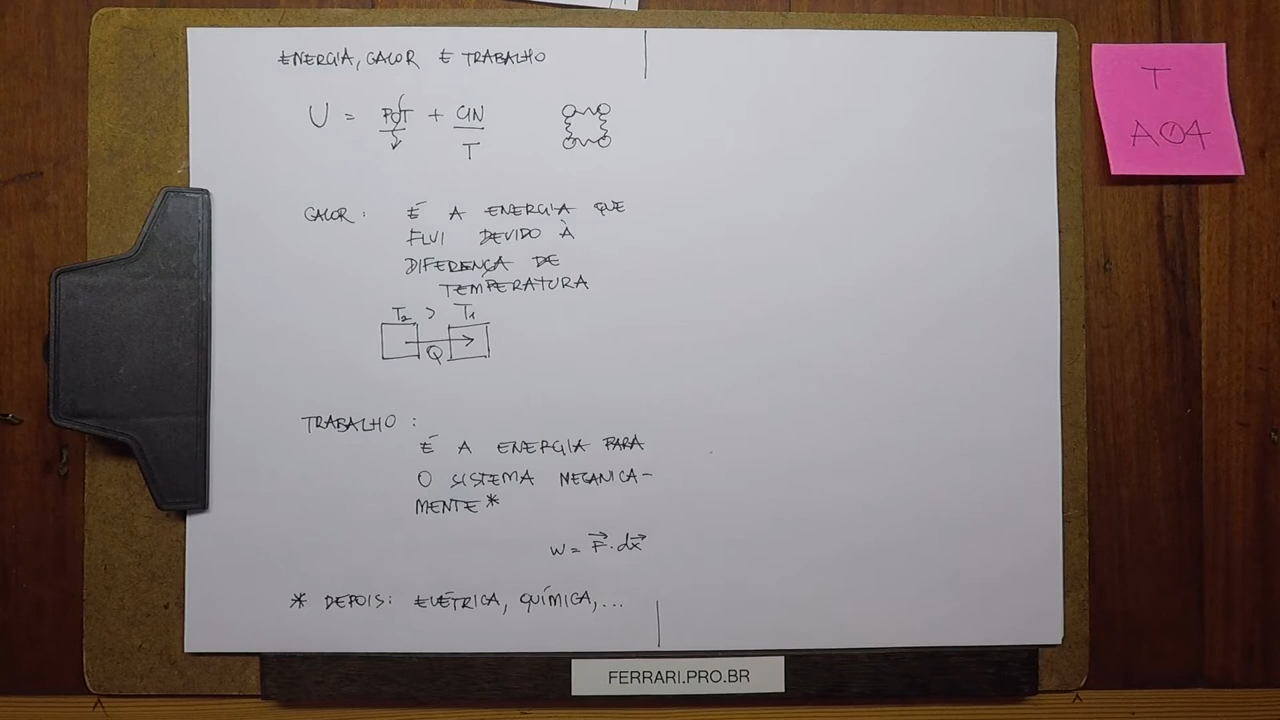 ENERGIA, CALOR E TRABALHO
U = POT + CIN
T
CALOR: É A ENERGIA QUE
FLUI DEVIDO À
DIFERENÇA DE
TEMPERATURA
T₂ > T₁
Q
TRABALHO:
É A ENERGIA PARA
O SISTEMA MECANICA-
MENTE*
W = F⃗ · dx⃗
* DEPOIS: ELÉTRICA, QUÍMICA, ...
T
A04
FERRARI.PRO.BR